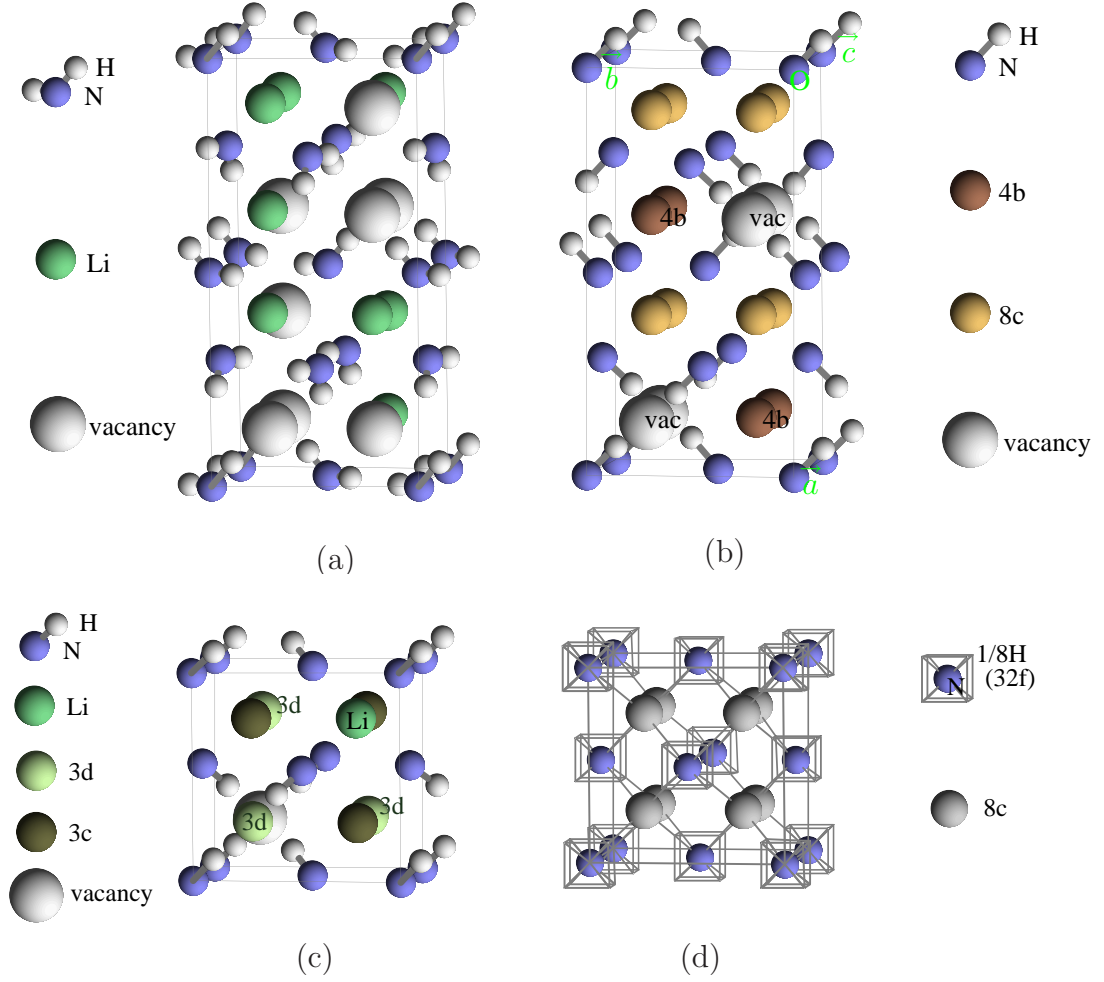 H
N
Li
vacancy
(a)
b
O
c
4b
vac
vac
4b
a
H
N
4b
8c
vacancy
(b)
H
N
Li
3d
3c
vacancy
3d
Li
3d
3d
(c)
(d)
1/8H
(32f)
N
8c